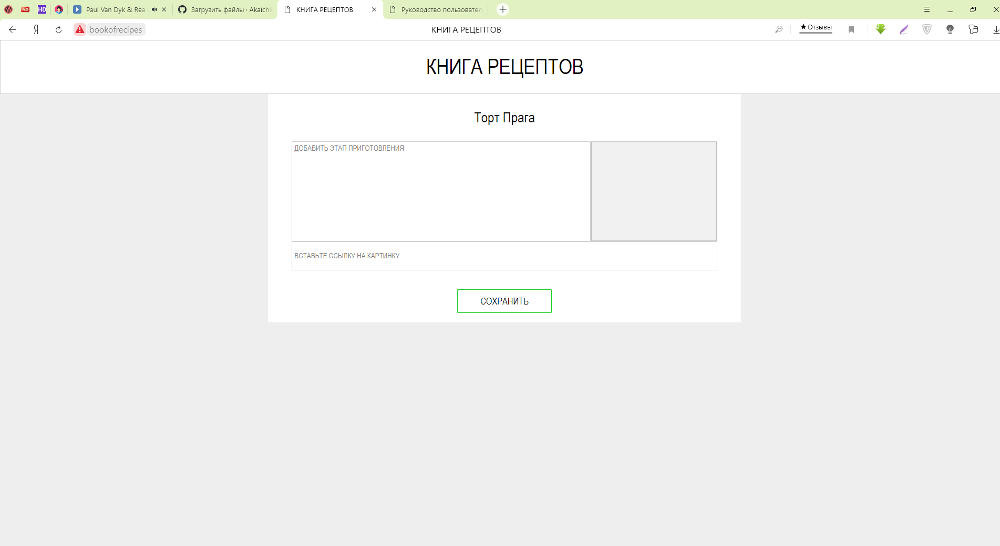 HD
HD
Paul Van Dyk & Rea
Загрузить файлы · Akaichi
КНИГА РЕЦЕПТОВ
Руководство пользовател
Я
bookofrecipes
КНИГА РЕЦЕПТОВ
★ Отзывы
КНИГА РЕЦЕПТОВ
Торт Прага
ДОБАВИТЬ ЭТАП ПРИГОТОВЛЕНИЯ
ВСТАВЬТЕ ССЫЛКУ НА КАРТИНКУ
СОХРАНИТЬ